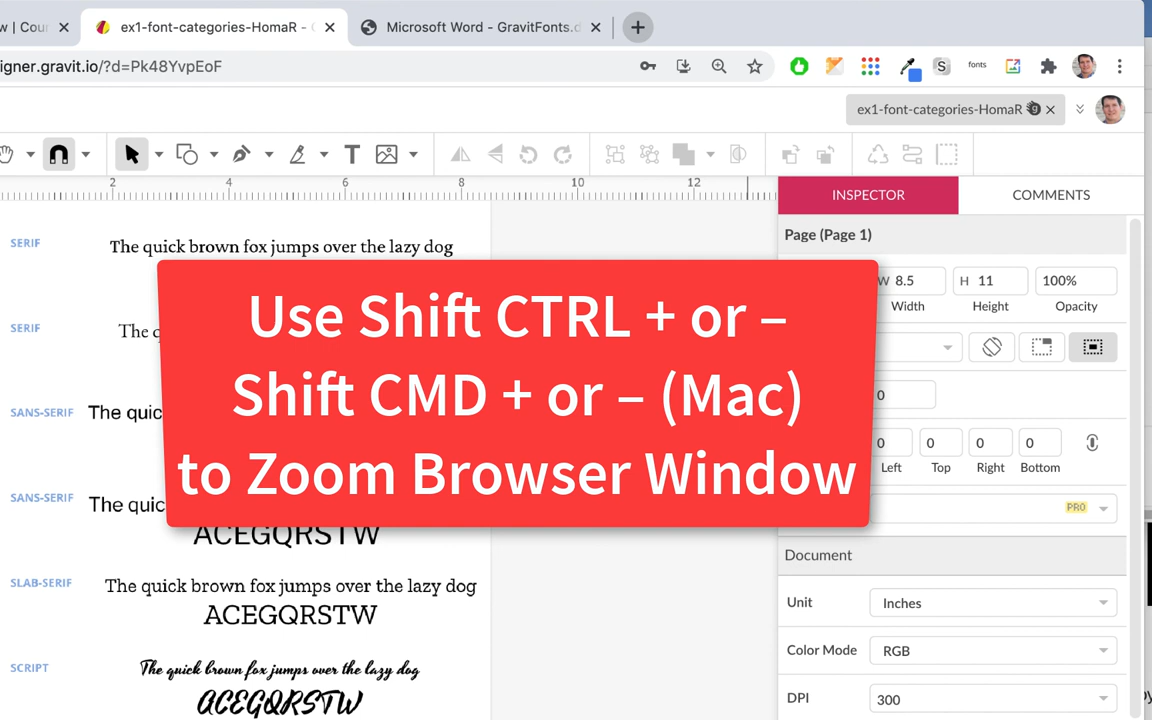 w | Cour
ex1-font-categories-HomaR -
Microsoft Word - GravitFonts.d
igner.gravit.io/?d=Pk48YvpEoF
fonts
ex1-font-categories-HomaR
2 4 6 8 10 12
INSPECTOR COMMENTS
Page (Page 1)
SERIF The quick brown fox jumps over the lazy dog
W 8.5 H 11 100%
Width Height Opacity
SERIF The q
Use Shift CTRL + or –
Shift CMD + or – (Mac)
to Zoom Browser Window
0
SANS-SERIF The quic
0 0 0 0
Left Top Right Bottom
SANS-SERIF The quic
PRO
ACEGQRSTW
Document
SLAB-SERIF The quick brown fox jumps over the lazy dog
ACEGQRSTW
Unit Inches
Color Mode RGB
SCRIPT The quick brown fox jumps over the lazy dog
ACEGQRSTW
DPI 300